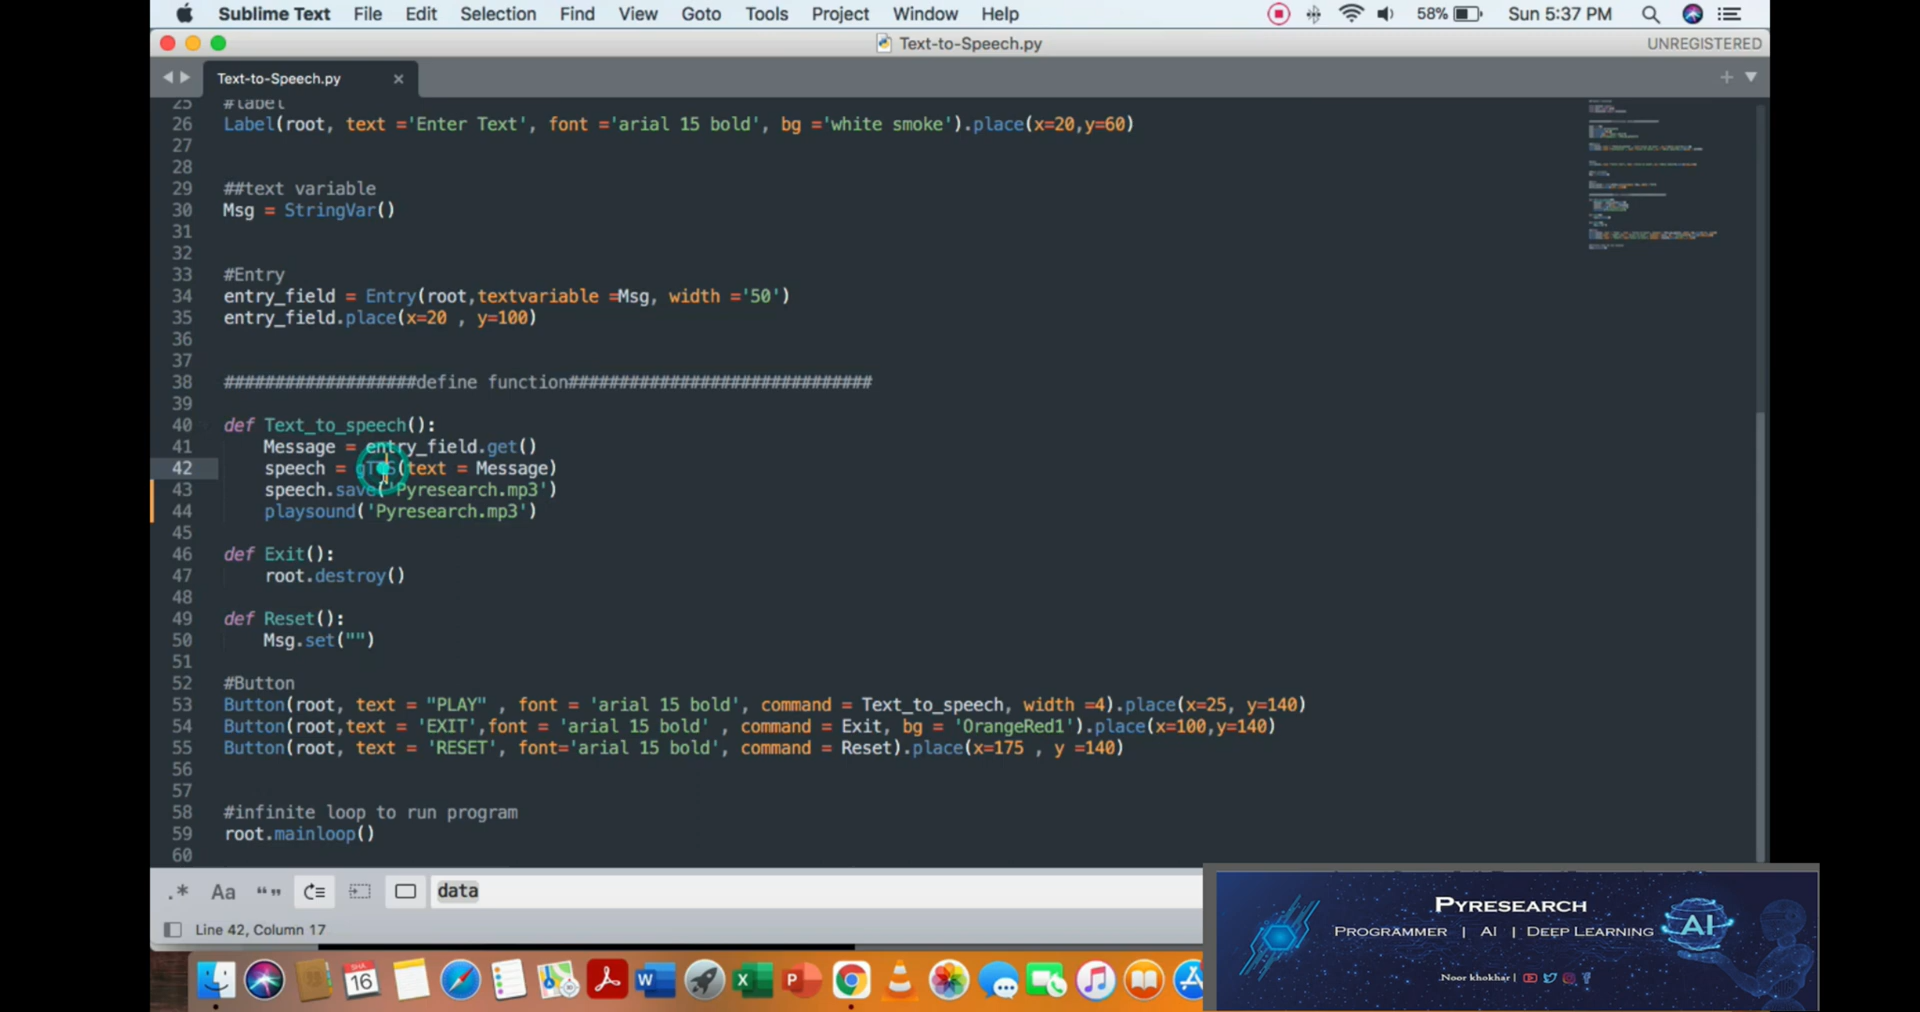 Sublime Text File Edit Selection Find View Goto Tools Project Window Help 58% Sun 5:37 PM
Text-to-Speech.py UNREGISTERED
Text-to-Speech.py ×
25 #label
26 Label(root, text ='Enter Text', font ='arial 15 bold', bg ='white smoke').place(x=20,y=60)
27
28
29 ##text variable
30 Msg = StringVar()
31
32
33 #Entry
34 entry_field = Entry(root,textvariable =Msg, width ='50')
35 entry_field.place(x=20 , y=100)
36
37
38 ###################define function##############################
39
40 def Text_to_speech():
41 Message = entry_field.get()
42 speech = gTTS(text = Message)
43 speech.save('Pyresearch.mp3')
44 playsound('Pyresearch.mp3')
45
46 def Exit():
47 root.destroy()
48
49 def Reset():
50 Msg.set("")
51
52 #Button
53 Button(root, text = "PLAY" , font = 'arial 15 bold', command = Text_to_speech, width =4).place(x=25, y=140)
54 Button(root,text = 'EXIT',font = 'arial 15 bold' , command = Exit, bg = 'OrangeRed1').place(x=100,y=140)
55 Button(root, text = 'RESET', font='arial 15 bold', command = Reset).place(x=175 , y =140)
56
57
58 #infinite loop to run program
59 root.mainloop()
60
.* Aa “” data
Line 42, Column 17
PYRESEARCH
PROGRAMMER | AI | DEEP LEARNING
AI
.Noor khokhar |
16